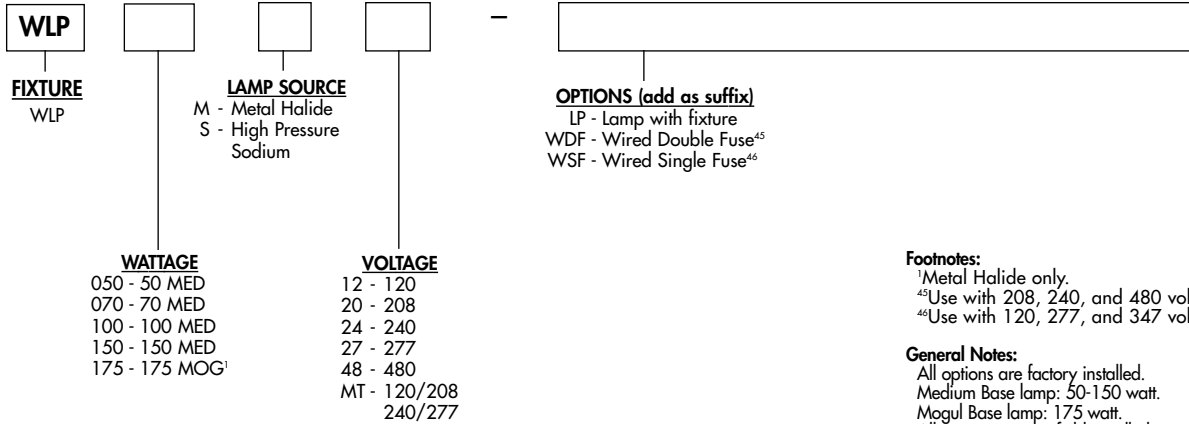 WLP
–
FIXTURE
WLP
LAMP SOURCE
M - Metal Halide
S - High Pressure
Sodium
OPTIONS (add as suffix)
LP - Lamp with fixture
WDF - Wired Double Fuse⁴⁵
WSF - Wired Single Fuse⁴⁶
WATTAGE
050 - 50 MED
070 - 70 MED
100 - 100 MED
150 - 150 MED
175 - 175 MOG¹
VOLTAGE
12 - 120
20 - 208
24 - 240
27 - 277
48 - 480
MT - 120/208
240/277
Footnotes:
¹Metal Halide only.
⁴⁵Use with 208, 240, and 480 vol
⁴⁶Use with 120, 277, and 347 vol
General Notes:
All options are factory installed.
Medium Base lamp: 50-150 watt.
Mogul Base lamp: 175 watt.